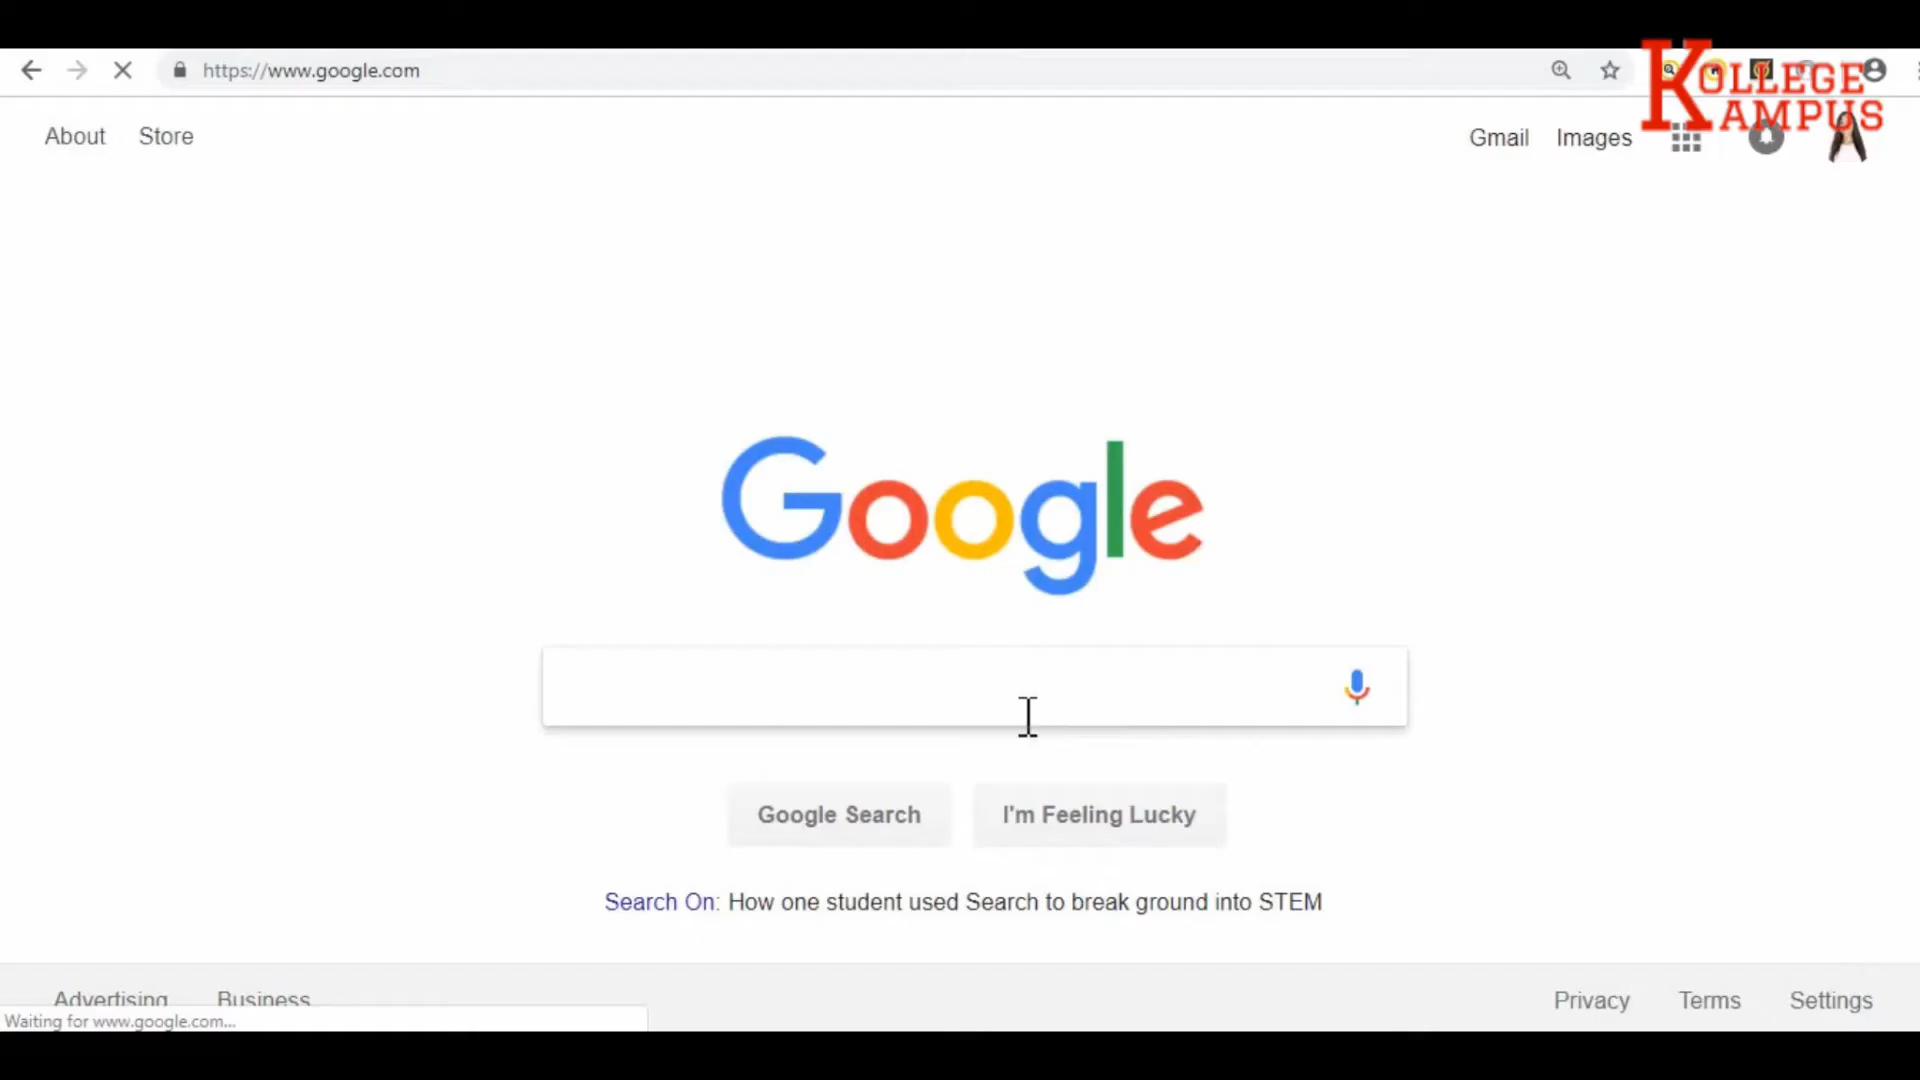 https://www.google.com
KOLLEGE
KAMPUS
About Store
Gmail Images
Google
Google Search I'm Feeling Lucky
Search On: How one student used Search to break ground into STEM
Advertising Business
Privacy Terms Settings
Waiting for www.google.com...